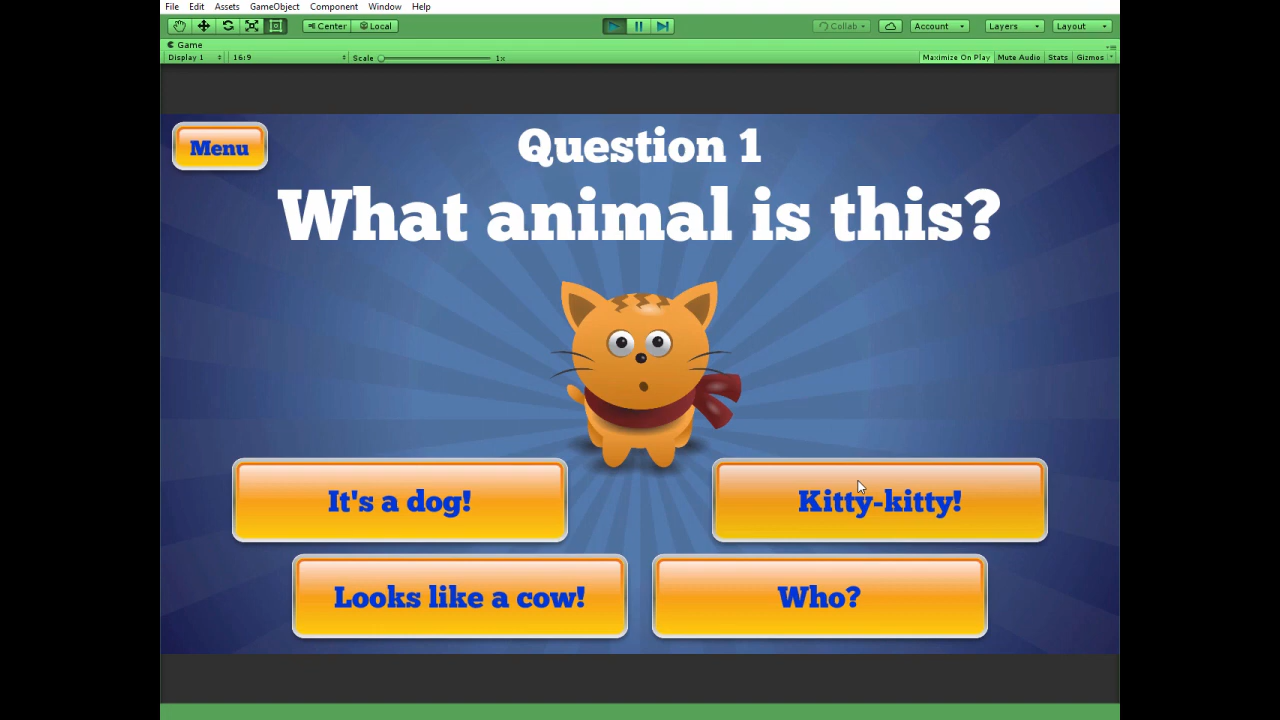 File Edit Assets GameObject Component Window Help
Center Local Collab Account Layers Layout
Game
Display 1 16:9 Scale 1x Maximize On Play Mute Audio Stats Gizmos
Menu
Question 1
What animal is this?
It's a dog!
Kitty-kitty!
Looks like a cow!
Who?